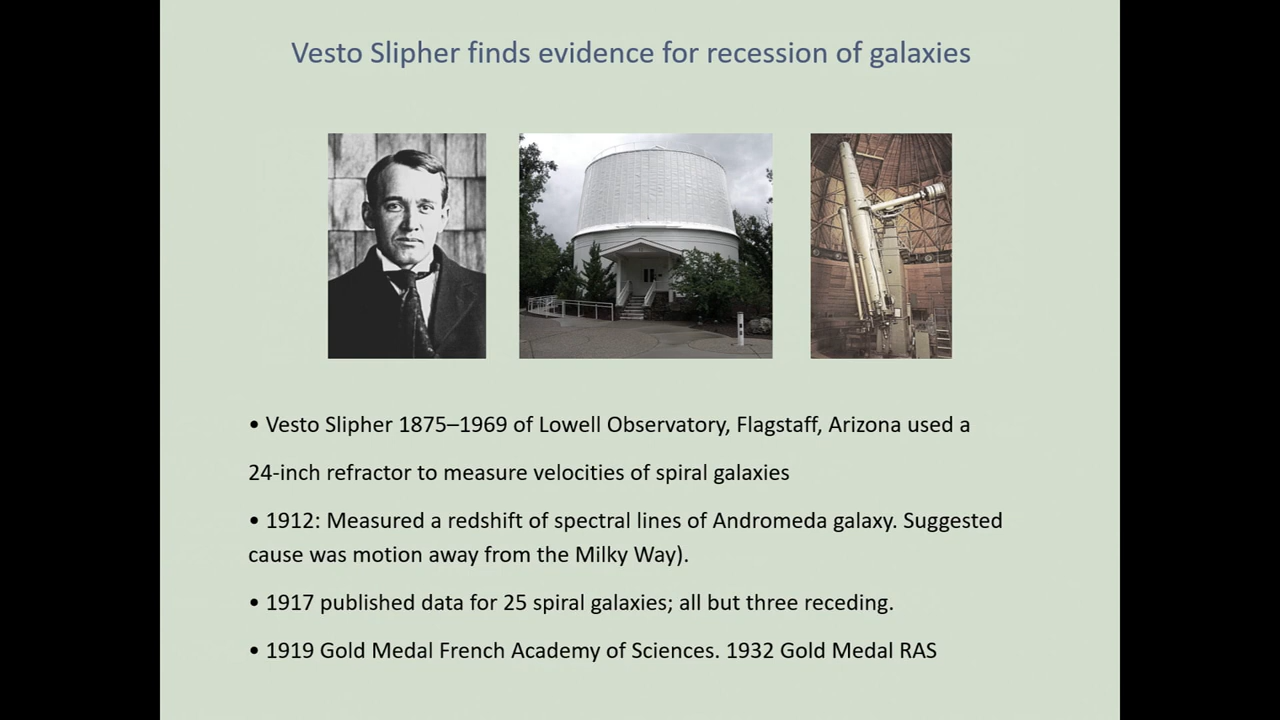 Vesto Slipher finds evidence for recession of galaxies
• Vesto Slipher 1875–1969 of Lowell Observatory, Flagstaff, Arizona used a
24-inch refractor to measure velocities of spiral galaxies
• 1912: Measured a redshift of spectral lines of Andromeda galaxy. Suggested
cause was motion away from the Milky Way).
• 1917 published data for 25 spiral galaxies; all but three receding.
• 1919 Gold Medal French Academy of Sciences. 1932 Gold Medal RAS